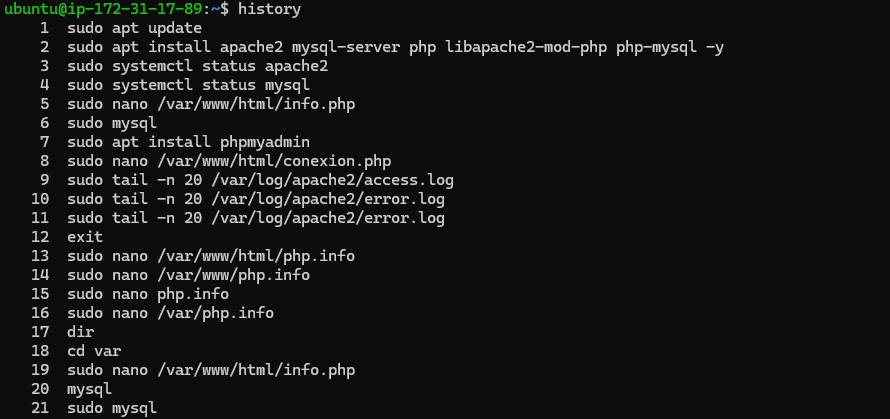 ubuntu@ip-172-31-17-89:~$ history
1 sudo apt update
2 sudo apt install apache2 mysql-server php libapache2-mod-php php-mysql -y
3 sudo systemctl status apache2
4 sudo systemctl status mysql
5 sudo nano /var/www/html/info.php
6 sudo mysql
7 sudo apt install phpmyadmin
8 sudo nano /var/www/html/conexion.php
9 sudo tail -n 20 /var/log/apache2/access.log
10 sudo tail -n 20 /var/log/apache2/error.log
11 sudo tail -n 20 /var/log/apache2/error.log
12 exit
13 sudo nano /var/www/html/php.info
14 sudo nano /var/www/php.info
15 sudo nano php.info
16 sudo nano /var/php.info
17 dir
18 cd var
19 sudo nano /var/www/html/info.php
20 mysql
21 sudo mysql